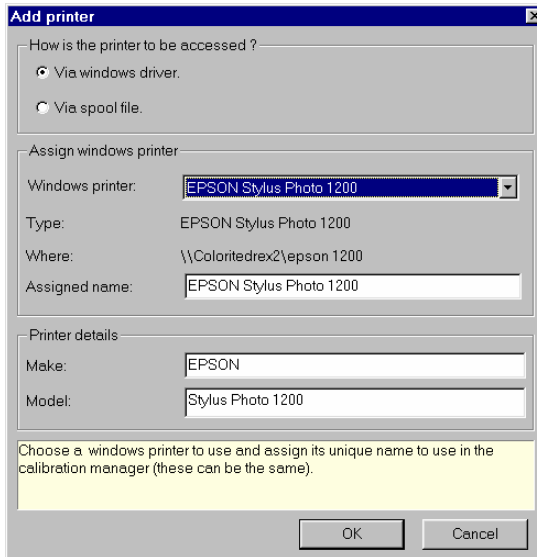 Add printer
How is the printer to be accessed ?
Via windows driver.
Via spool file.
Assign windows printer
Windows printer: EPSON Stylus Photo 1200
Type: EPSON Stylus Photo 1200
Where: \\Coloritedrex2\epson 1200
Assigned name: EPSON Stylus Photo 1200
Printer details
Make: EPSON
Model: Stylus Photo 1200
Choose a windows printer to use and assign its unique name to use in the
calibration manager (these can be the same).
OK Cancel